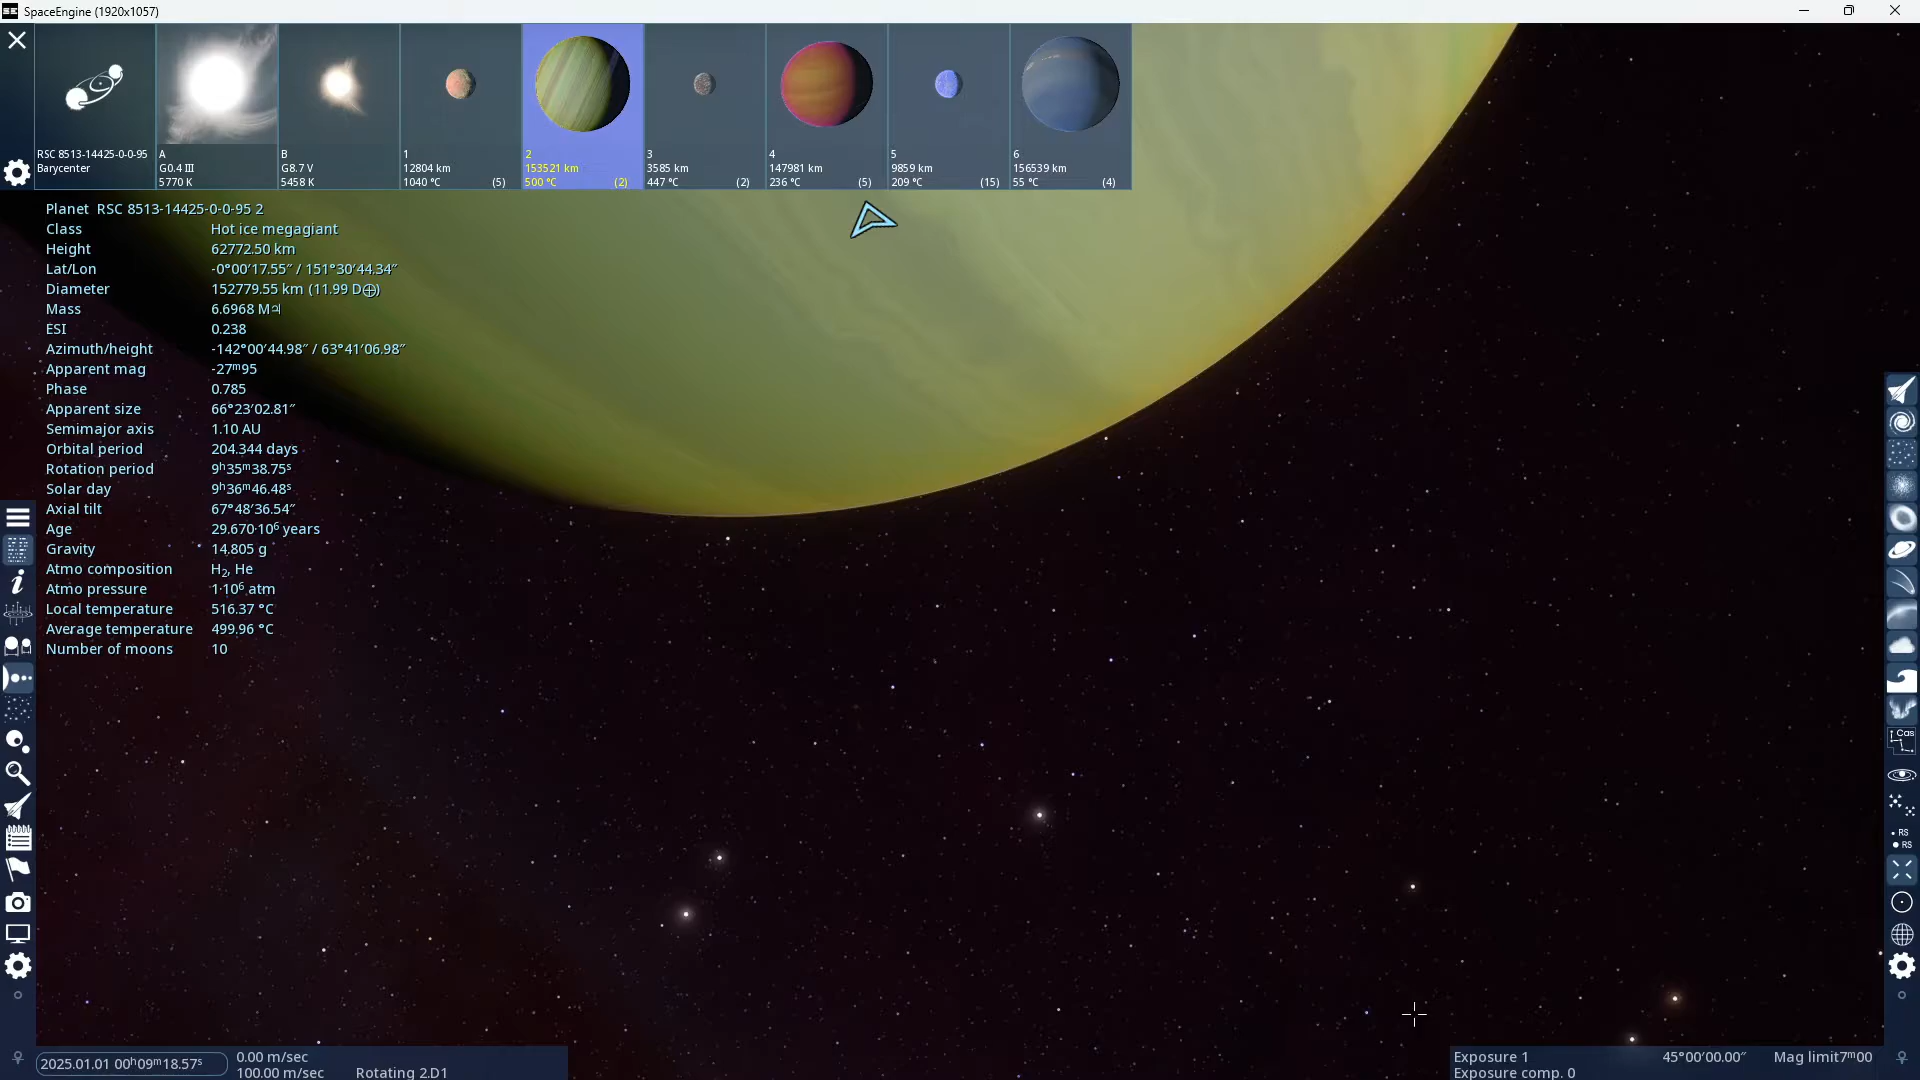 SpaceEngine (1920x1057)
RSC 8513-14425-0-0-95
Barycenter
A
G0.4 III
5770 K
B
G8.7 V
5458 K
1
12804 km
1040 °C (5)
2
153521 km
500 °C (2)
3
3585 km
447 °C (2)
4
147981 km
236 °C (5)
5
9859 km
209 °C (15)
6
156539 km
55 °C (4)
Planet RSC 8513-14425-0-0-95 2
Class Hot ice megagiant
Height 62772.50 km
Lat/Lon -0°00′17.55″ / 151°30′44.34″
Diameter 152779.55 km (11.99 D⊕)
Mass 6.6968 M♃
ESI 0.238
Azimuth/height -142°00′44.98″ / 63°41′06.98″
Apparent mag -27ᵐ95
Phase 0.785
Apparent size 66°23′02.81″
Semimajor axis 1.10 AU
Orbital period 204.344 days
Rotation period 9ʰ35ᵐ38.75ˢ
Solar day 9ʰ36ᵐ46.48ˢ
Axial tilt 67°48′36.54″
Age 29.670·10⁶ years
Gravity 14.805 g
Atmo composition H₂, He
Atmo pressure 1·10⁶ atm
Local temperature 516.37 °C
Average temperature 499.96 °C
Number of moons 10
Cas
RS
RS
2025.01.01 00ʰ09ᵐ18.57ˢ
0.00 m/sec
100.00 m/sec Rotating 2.D1
Exposure 1 45°00′00.00″ Mag limit7ᵐ00
Exposure comp. 0